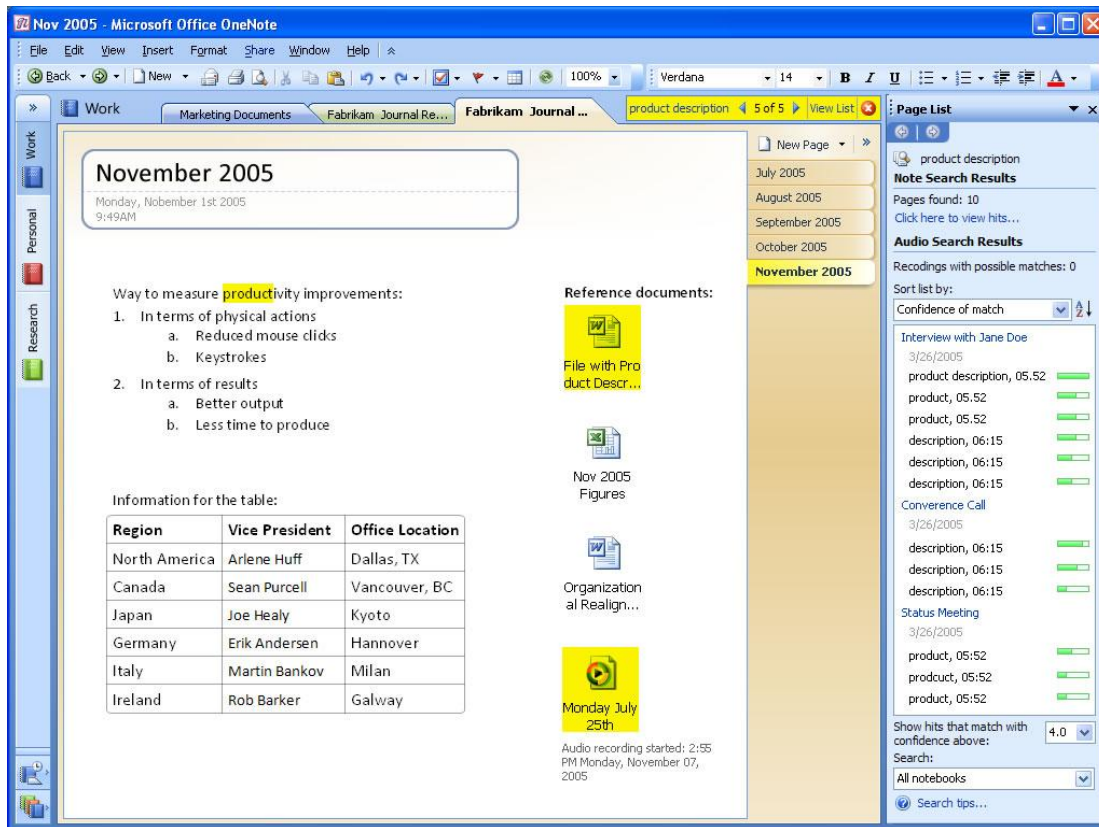 Nov 2005 - Microsoft Office OneNote
File Edit View Insert Format Share Window Help
Back New 100% Verdana 14 B I U A
Work Marketing Documents Fabrikam Journal Re... Fabrikam Journal ... product description 5 of 5 View List
Work
Personal
Research
November 2005
Monday, Nobember 1st 2005
9:49AM
Way to measure productivity improvements:
1. In terms of physical actions
a. Reduced mouse clicks
b. Keystrokes
2. In terms of results
a. Better output
b. Less time to produce
Information for the table:
Region Vice President Office Location
North America Arlene Huff Dallas, TX
Canada Sean Purcell Vancouver, BC
Japan Joe Healy Kyoto
Germany Erik Andersen Hannover
Italy Martin Bankov Milan
Ireland Rob Barker Galway
Reference documents:
File with Pro
duct Descr...
Nov 2005
Figures
Organization
al Realign...
Monday July
25th
Audio recording started: 2:55
PM Monday, November 07,
2005
New Page
July 2005
August 2005
September 2005
October 2005
November 2005
Page List
product description
Note Search Results
Pages found: 10
Click here to view hits...
Audio Search Results
Recodings with possible matches: 0
Sort list by:
Confidence of match
Interview with Jane Doe
3/26/2005
product description, 05.52
product, 05.52
product, 05.52
description, 06:15
description, 06:15
description, 06:15
Converence Call
3/26/2005
description, 06:15
description, 06:15
description, 06:15
Status Meeting
3/26/2005
product, 05:52
prodcuct, 05:52
product, 05:52
Show hits that match with
confidence above: 4.0
Search:
All notebooks
Search tips...